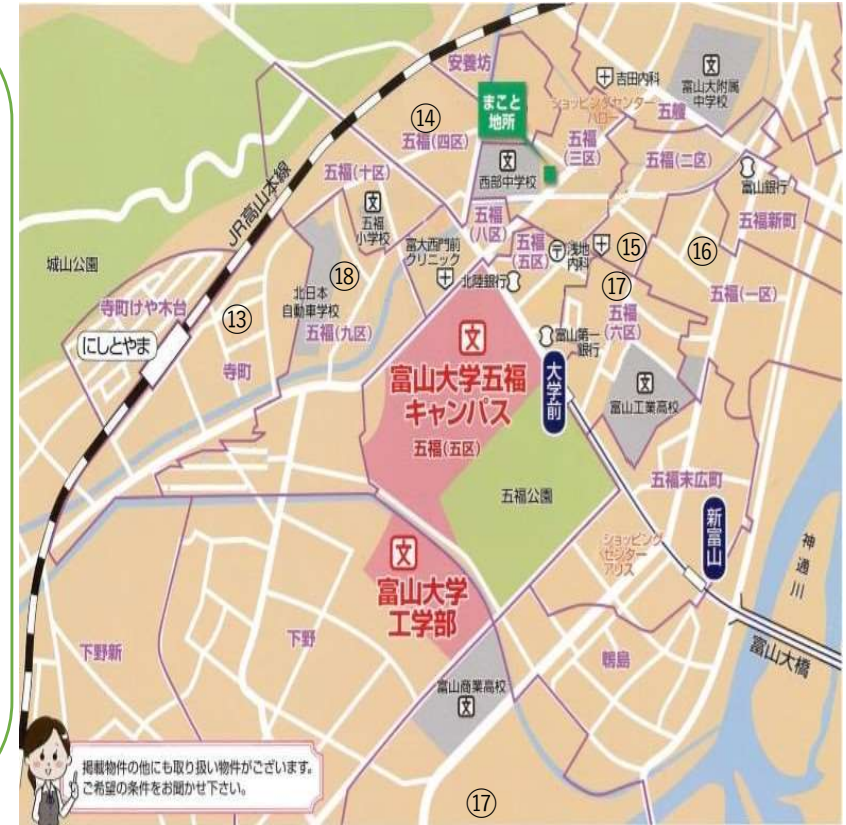 安養坊
まこと
地所
吉田内科
ショッピングセンター
ハロー
富山大附属
中学校
五艘
⑭
五福(四区)
五福
(三区)
五福(二区)
富山銀行
五福新町
五福(十区)
西部中学校
JR高山本線
五福
小学校
五福
(八区)
五福
(五区)
浅地
内科
⑮
⑯
富大西門前
クリニック
北陸銀行
⑰
五福
(六区)
五福(一区)
城山公園
寺町けや木台
⑬
⑱
北日本
自動車学校
五福(九区)
にしとやま
寺町
富山第一
銀行
大学前
富山大学五福
キャンパス
五福(五区)
富山工業高校
五福公園
五福末広町
新富山
ショッピング
センター
アリス
神通川
富山大学
工学部
下野新
下野
鵯島
富山大橋
富山商業高校
掲載物件の他にも取り扱い物件がございます。
ご希望の条件をお聞かせ下さい。
⑰